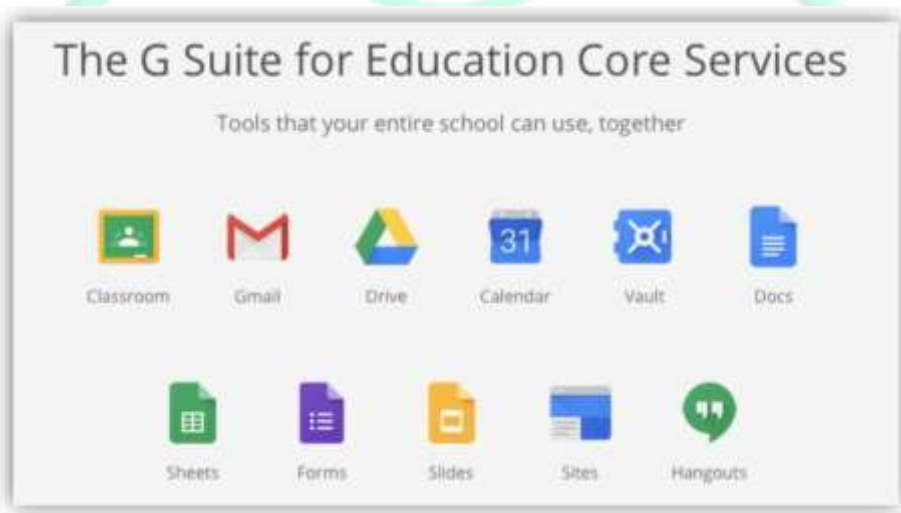 The G Suite for Education Core Services
Tools that your entire school can use, together
31
Classroom Gmail Drive Calendar Vault Docs
Sheets Forms Slides Sites Hangouts